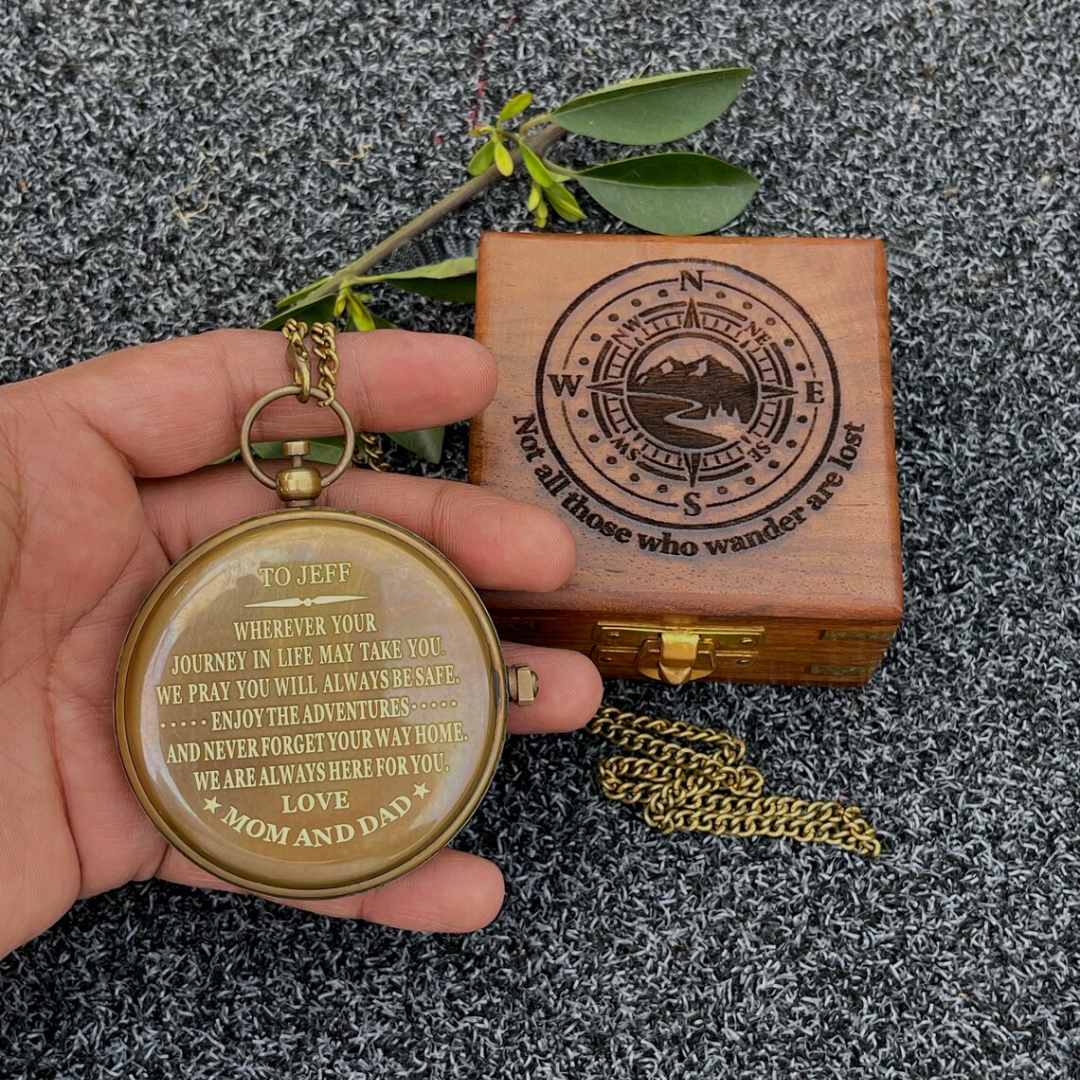 TO JEFF
WHEREVER YOUR
JOURNEY IN LIFE MAY TAKE YOU.
WE PRAY YOU WILL ALWAYS BE SAFE.
·····ENJOY THE ADVENTURES·····
AND NEVER FORGET YOUR WAY HOME.
WE ARE ALWAYS HERE FOR YOU.
LOVE
★ MOM AND DAD ★
N
NW NE
W E
SW SE
S
Not all those who wander are lost